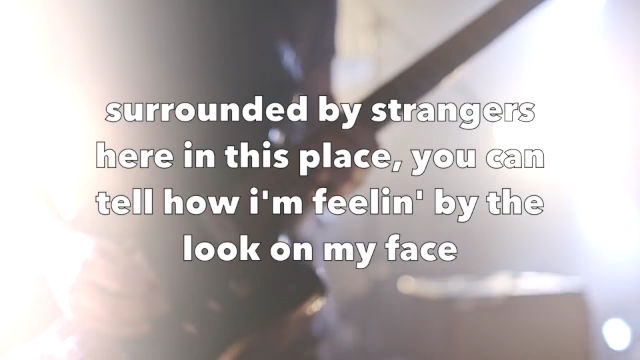 surrounded by strangers
here in this place, you can
tell how i'm feelin' by the
look on my face